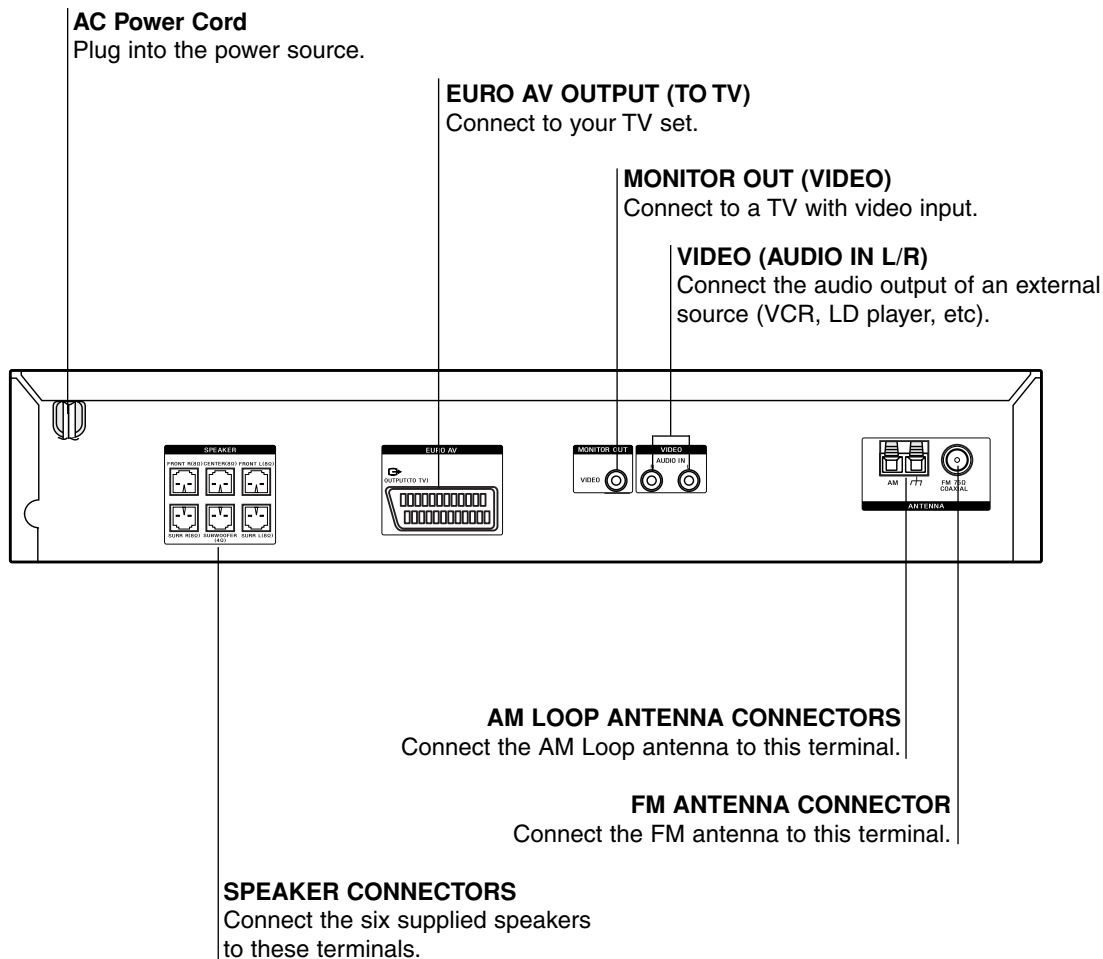 AC Power Cord
Plug into the power source.
EURO AV OUTPUT (TO TV)
Connect to your TV set.
MONITOR OUT (VIDEO)
Connect to a TV with video input.
VIDEO (AUDIO IN L/R)
Connect the audio output of an external
source (VCR, LD player, etc).
SPEAKER
FRONT R(8Ω) CENTER(8Ω) FRONT L(8Ω)
SURR R(8Ω) SUBWOOFER (4Ω) SURR L(8Ω)
EURO AV
OUTPUT(TO TV)
MONITOR OUT
VIDEO
VIDEO
AUDIO IN
AM
FM 75Ω
COAXIAL
ANTENNA
AM LOOP ANTENNA CONNECTORS
Connect the AM Loop antenna to this terminal.
FM ANTENNA CONNECTOR
Connect the FM antenna to this terminal.
SPEAKER CONNECTORS
Connect the six supplied speakers
to these terminals.